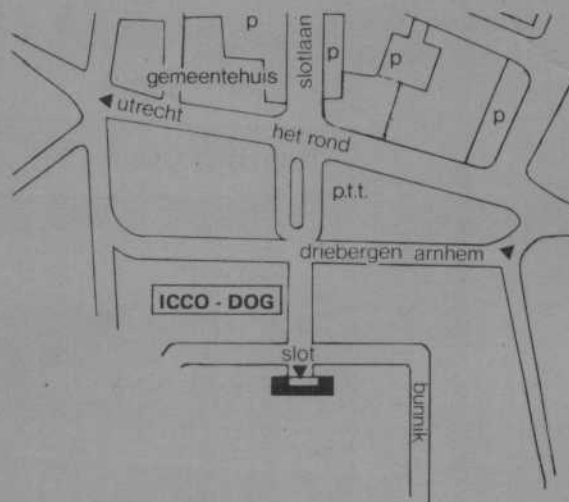 p
slotlaan
p
p
gemeentehuis
utrecht
p
het rond
p.t.t.
driebergen arnhem
ICCO - DOG
slot
bunnik